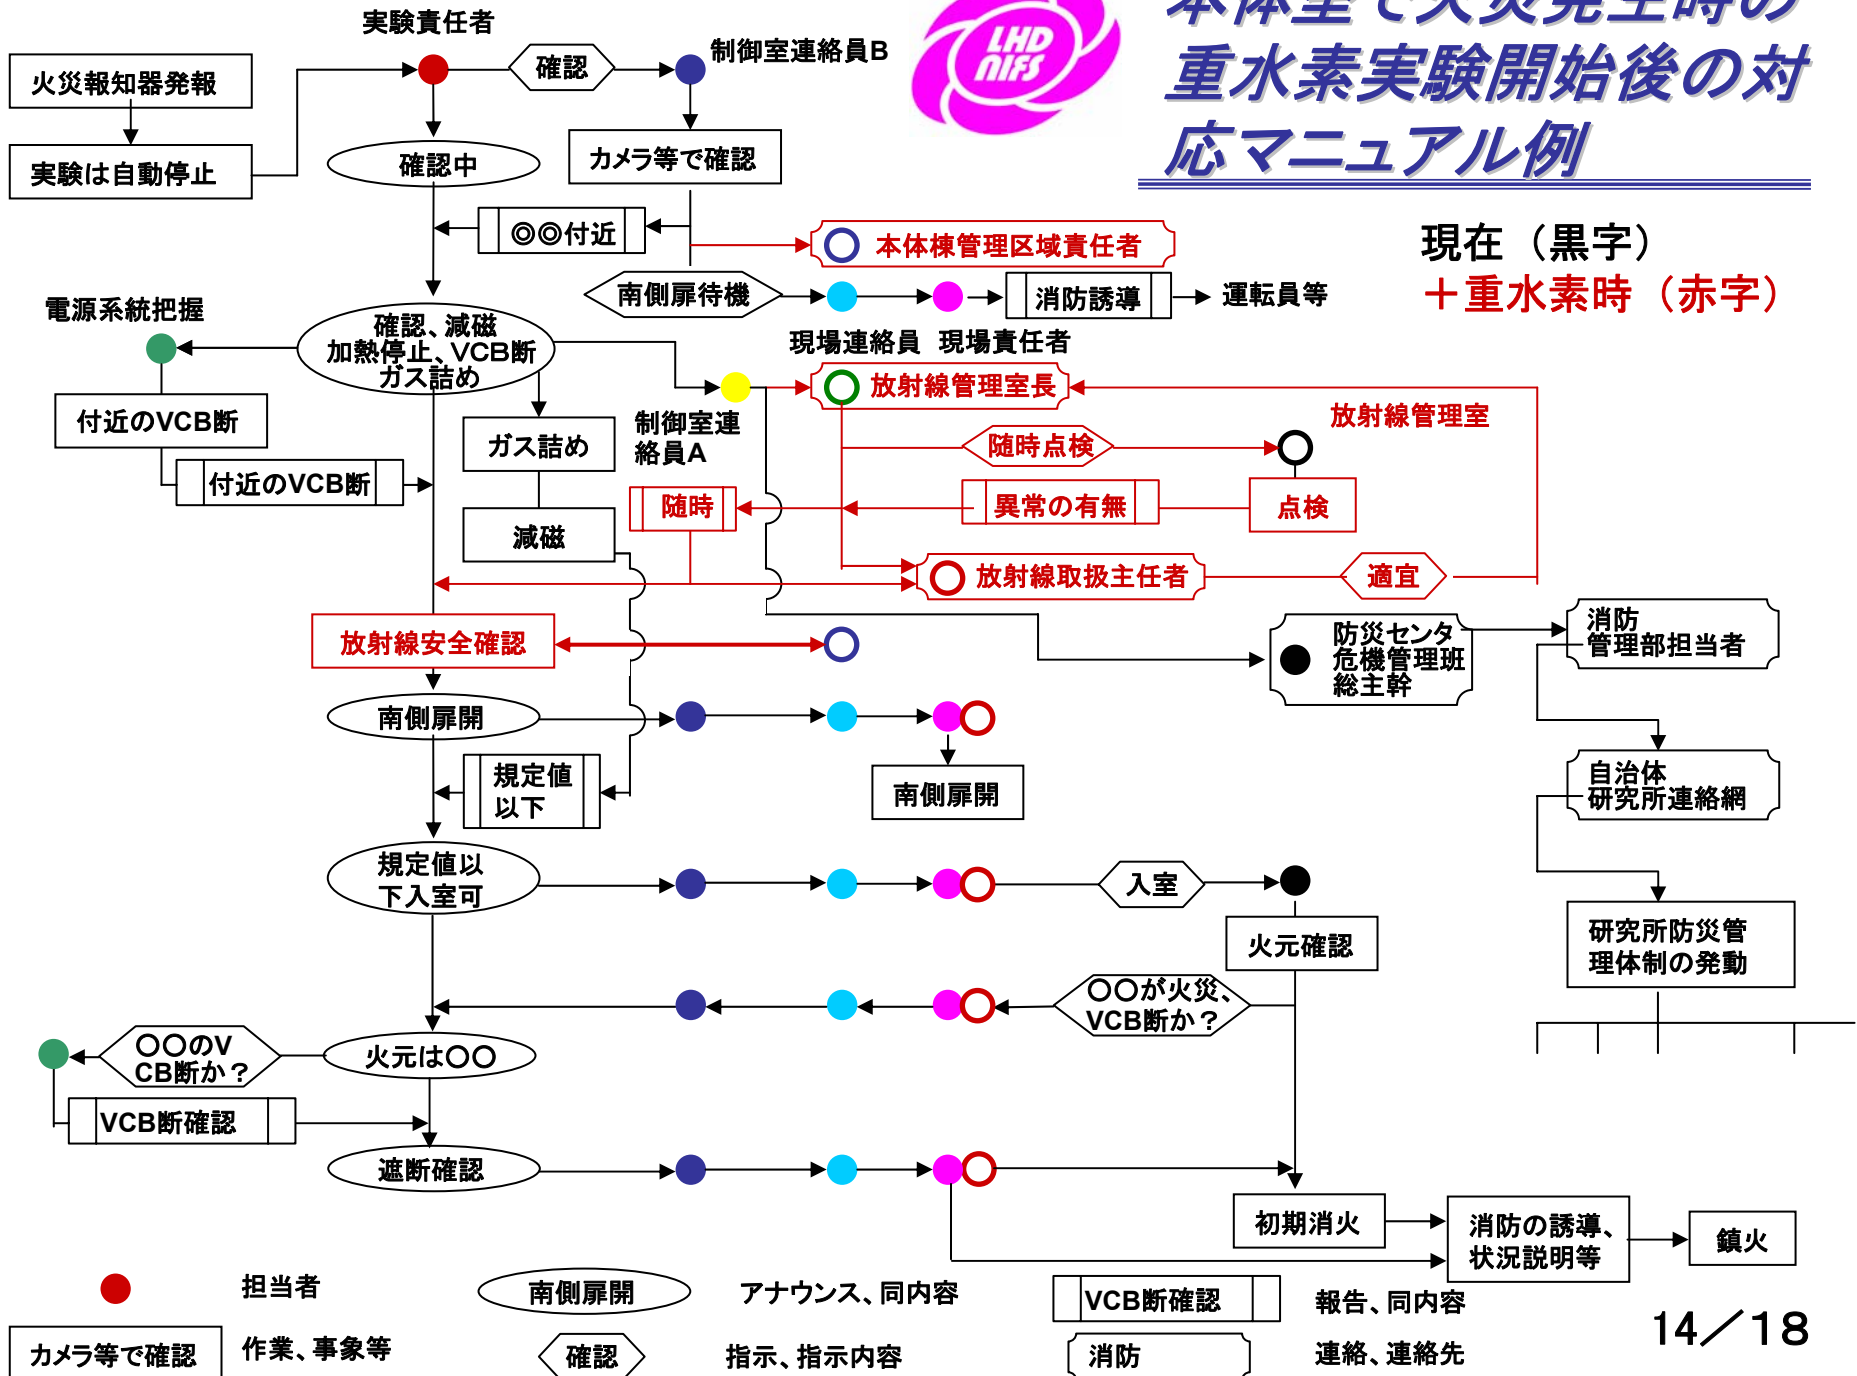 本体室で火災発生時の
重水素実験開始後の対
応マニュアル例
LHD
NIFS
現在（黒字）
＋重水素時（赤字）
実験責任者
火災報知器発報
確認
制御室連絡員B
実験は自動停止
確認中
カメラ等で確認
◎◎付近
本体棟管理区域責任者
南側扉待機
消防誘導
運転員等
現場連絡員
現場責任者
電源系統把握
確認、減磁
加熱停止、VCB断
ガス詰め
放射線管理室長
付近のVCB断
付近のVCB断
ガス詰め
制御室連
絡員A
放射線管理室
随時点検
随時
異常の有無
点検
減磁
放射線取扱主任者
適宜
放射線安全確認
防災センタ
危機管理班
総主幹
消防
管理部担当者
南側扉開
南側扉開
規定値
以下
自治体
研究所連絡網
規定値以
下入室可
入室
火元確認
研究所防災管
理体制の発動
〇〇が火災、
VCB断か？
〇〇のV
CB断か？
火元は〇〇
VCB断確認
遮断確認
初期消火
消防の誘導、
状況説明等
鎮火
担当者
南側扉開
アナウンス、同内容
VCB断確認
報告、同内容
カメラ等で確認
作業、事象等
確認
指示、指示内容
消防
連絡、連絡先
14／18